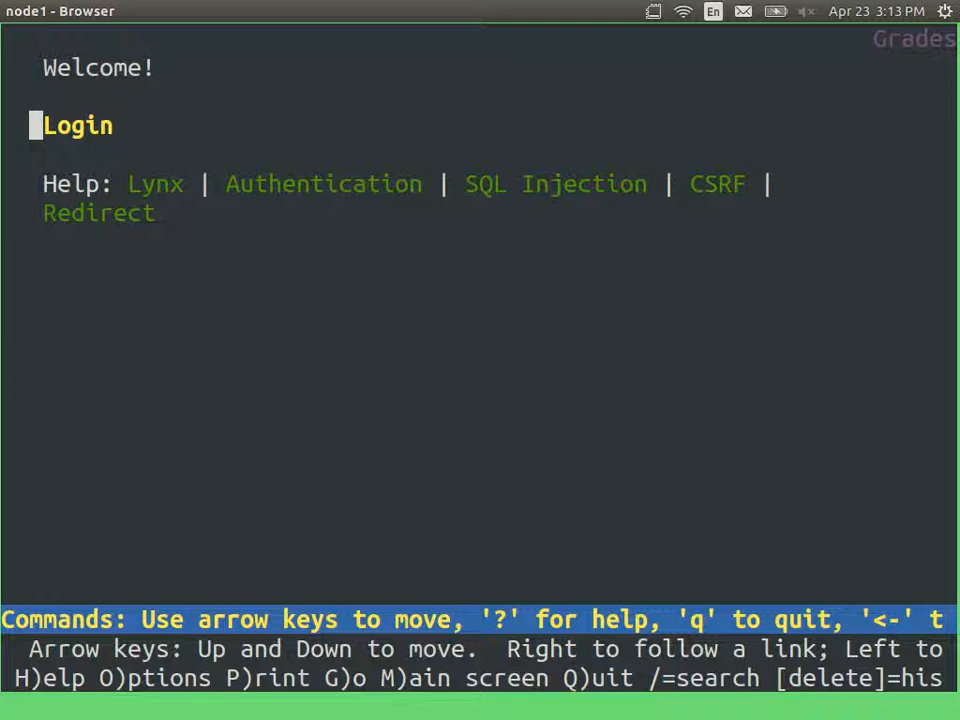 node1 - Browser
En
Apr 23 3:13 PM
Grades
Welcome!
Login
Help: Lynx | Authentication | SQL Injection | CSRF |
Redirect
Commands: Use arrow keys to move, '?' for help, 'q' to quit, '<-' t
Arrow keys: Up and Down to move.  Right to follow a link; Left to
H)elp O)ptions P)rint G)o M)ain screen Q)uit /=search [delete]=his